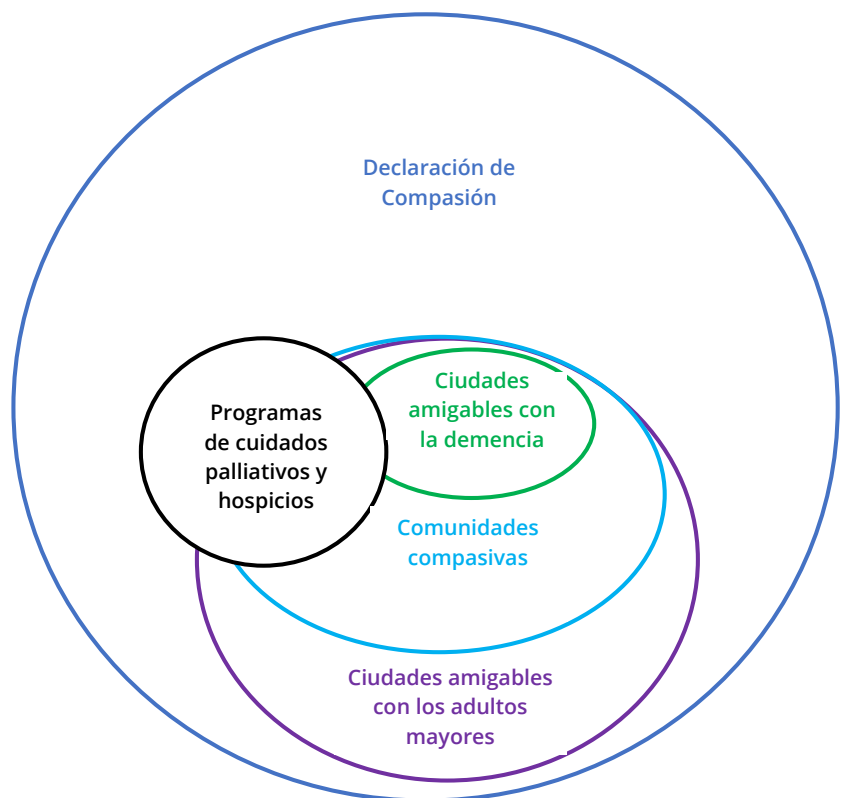 Declaración de
Compasión
Programas
de cuidados
palliativos y
hospicios
Ciudades
amigables con
la demencia
Comunidades
compasivas
Ciudades amigables
con los adultos
mayores